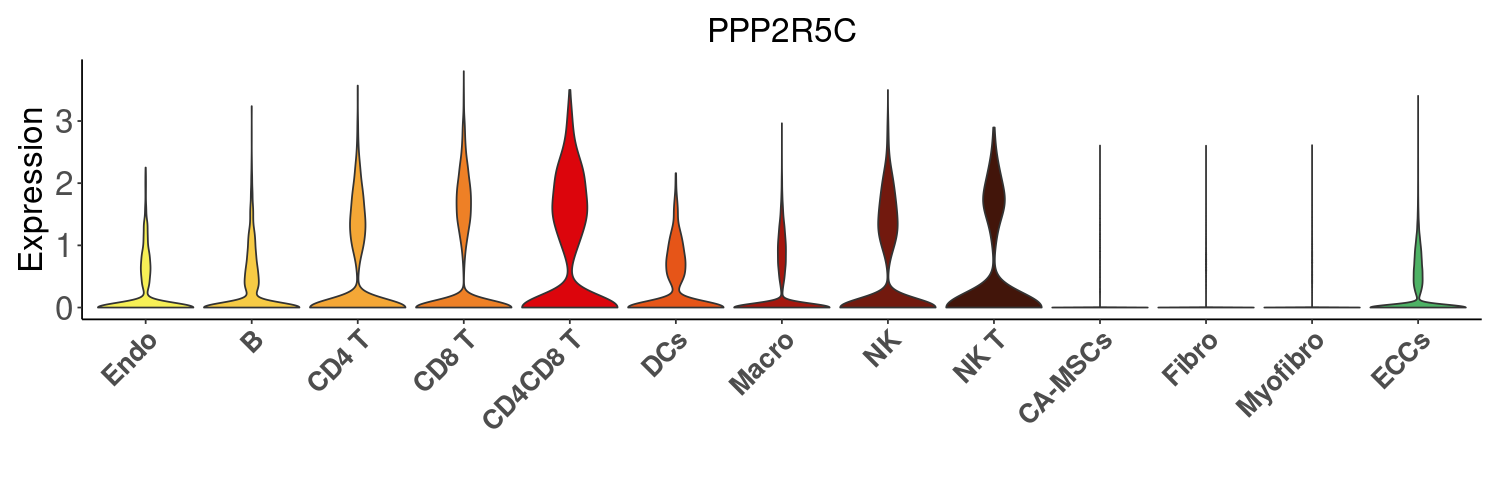 PPP2R5C
Expression
3
2
1
0
Endo
B
CD4 T
CD8 T
CD4CD8 T
DCs
Macro
NK
NK T
CA-MSCs
Fibro
Myofibro
ECCs